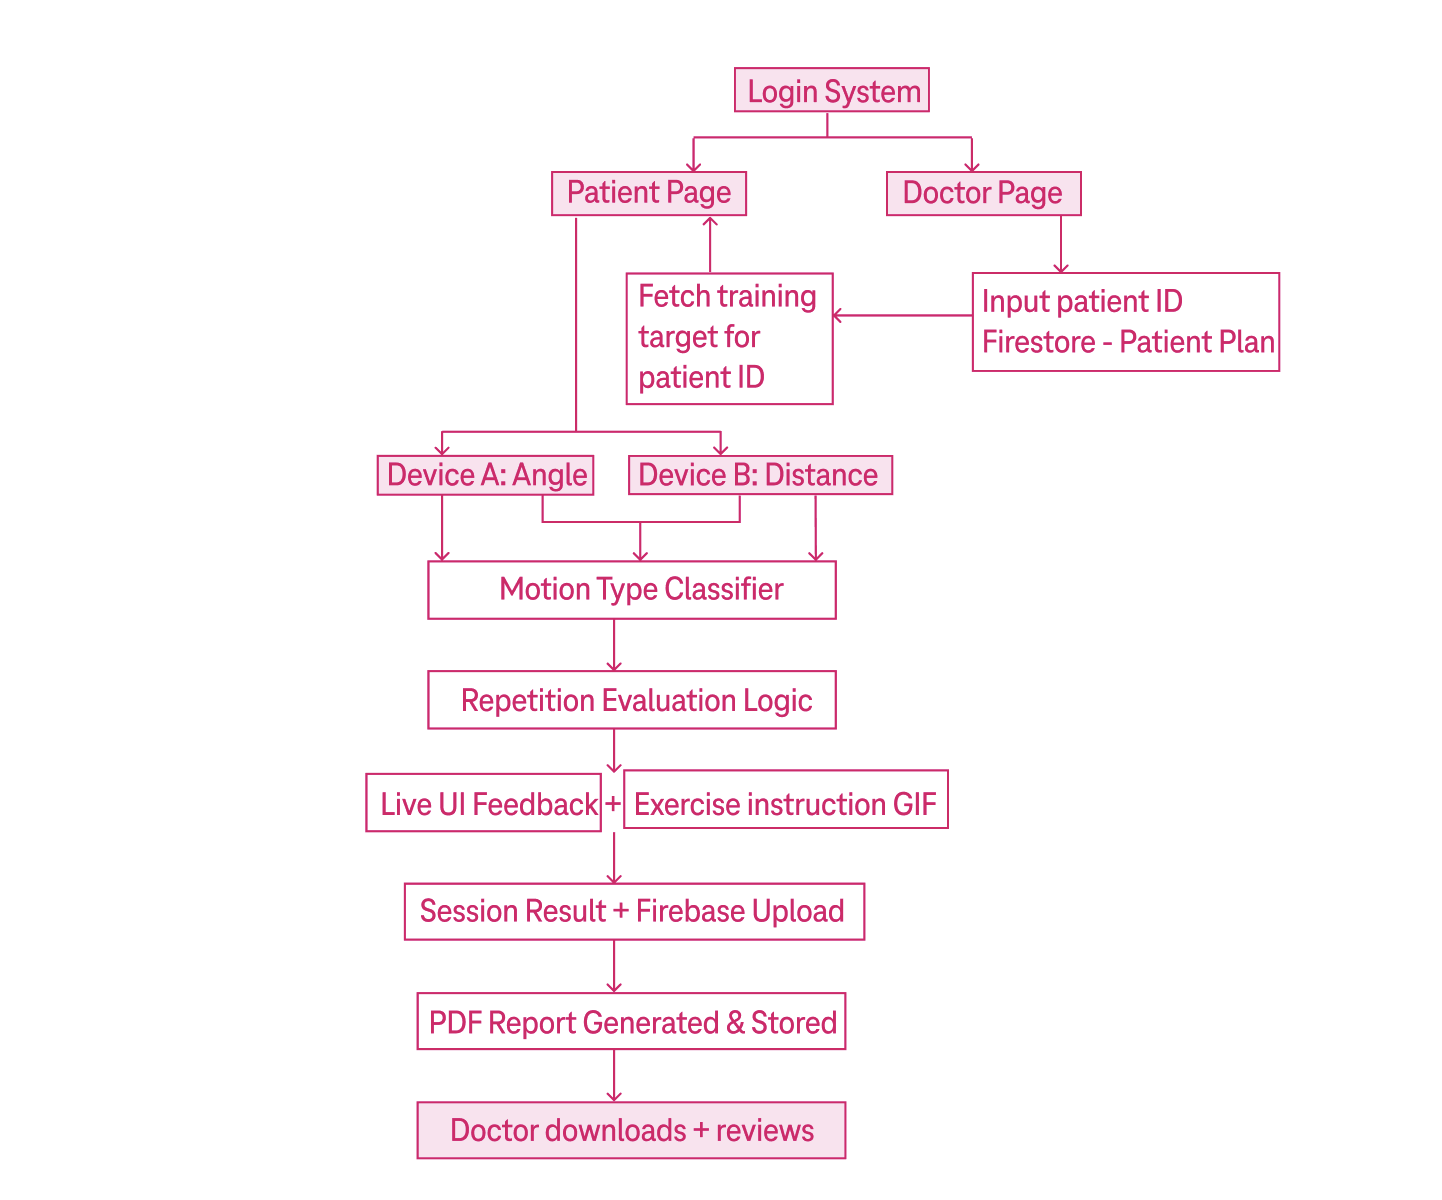 Login System
Patient Page
Doctor Page
Fetch training
target for
patient ID
Input patient ID
Firestore - Patient Plan
Device A: Angle
Device B: Distance
Motion Type Classifier
Repetition Evaluation Logic
Live UI Feedback + Exercise instruction GIF
Session Result + Firebase Upload
PDF Report Generated & Stored
Doctor downloads + reviews